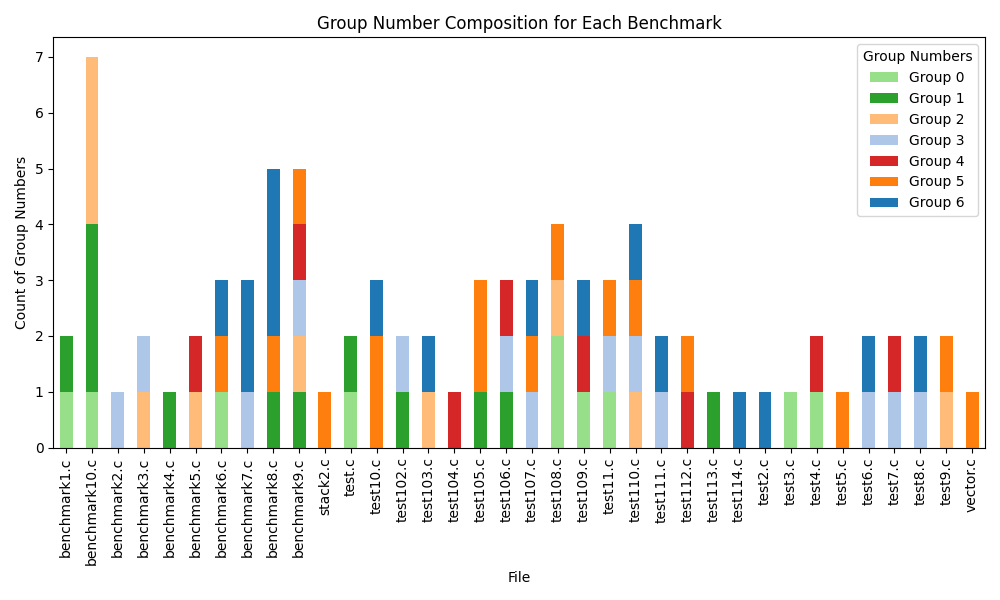 Group Number Composition for Each Benchmark
Count of Group Numbers
7
6
5
4
3
2
1
0
Group Numbers
Group 0
Group 1
Group 2
Group 3
Group 4
Group 5
Group 6
benchmark1.c
benchmark10.c
benchmark2.c
benchmark3.c
benchmark4.c
benchmark5.c
benchmark6.c
benchmark7.c
benchmark8.c
benchmark9.c
stack2.c
test.c
test10.c
test102.c
test103.c
test104.c
test105.c
test106.c
test107.c
test108.c
test109.c
test11.c
test110.c
test111.c
test112.c
test113.c
test114.c
test2.c
test3.c
test4.c
test5.c
test6.c
test7.c
test8.c
test9.c
vector.c
File